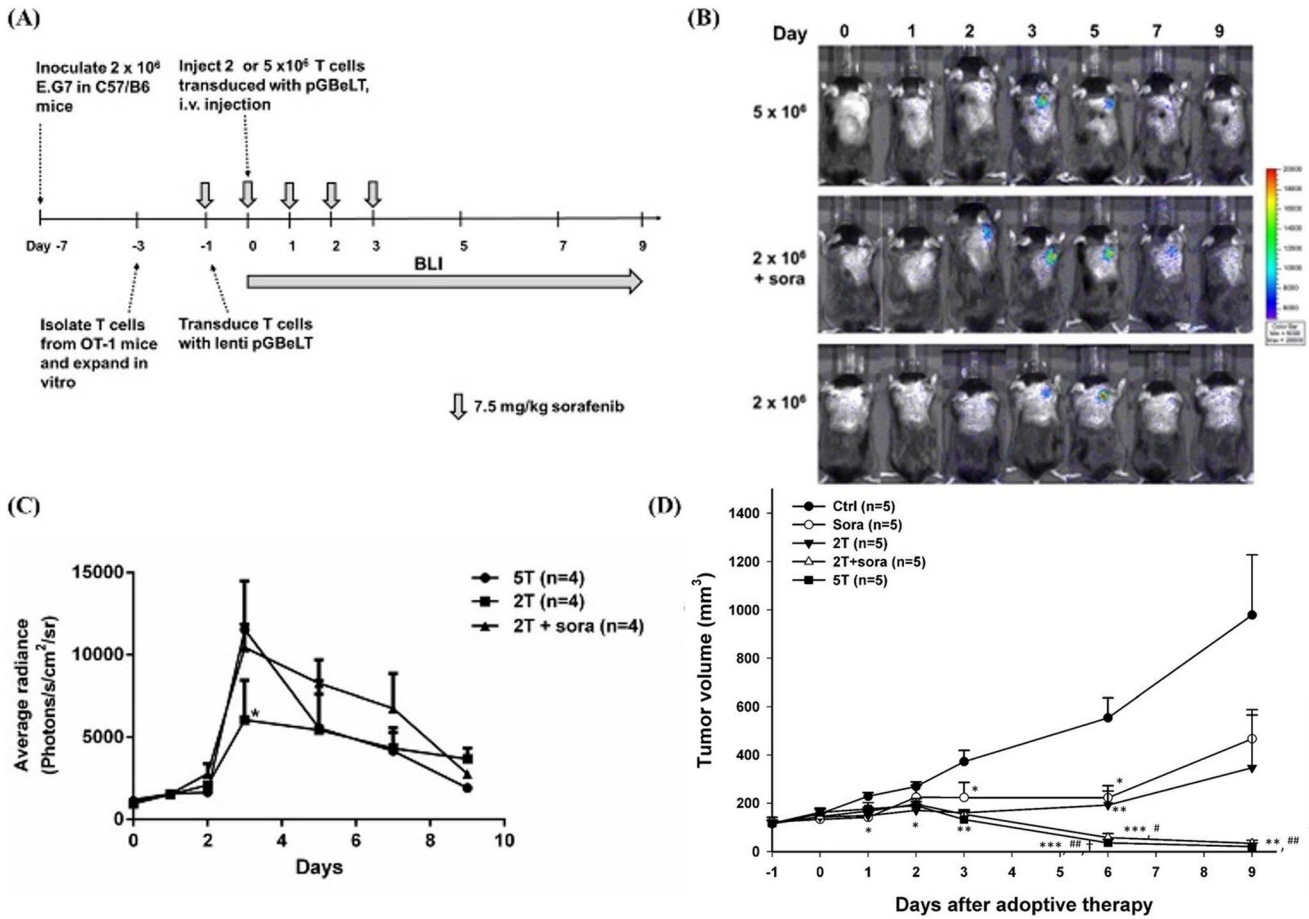 (A)
Inoculate 2 x 10⁶
E.G7 in C57/B6
mice
Inject 2 or 5 x10⁶ T cells
transduced with pGBeLT,
i.v. injection
Day -7 -3 -1 0 1 2 3 5 7 9
BLI
Isolate T cells
from OT-1 mice
and expand in
vitro
Transduce T cells
with lenti pGBeLT
7.5 mg/kg sorafenib
(B)
Day 0 1 2 3 5 7 9
5 x 10⁶
2 x 10⁶
+ sora
2 x 10⁶
20000
Color Bar
(C)
15000
10000
5000
0
Average radiance
(Photons/s/cm²/sr)
0 2 4 6 8 10
Days
5T (n=4)
2T (n=4)
2T + sora (n=4)
*
(D)
Ctrl (n=5)
Sora (n=5)
2T (n=5)
2T+sora (n=5)
5T (n=5)
1400
1200
1000
800
600
400
200
0
Tumor volume (mm³)
*
*
*
**
*
**
***, #
***, ##, †
**, ##
-1 0 1 2 3 4 5 6 7 8 9
Days after adoptive therapy